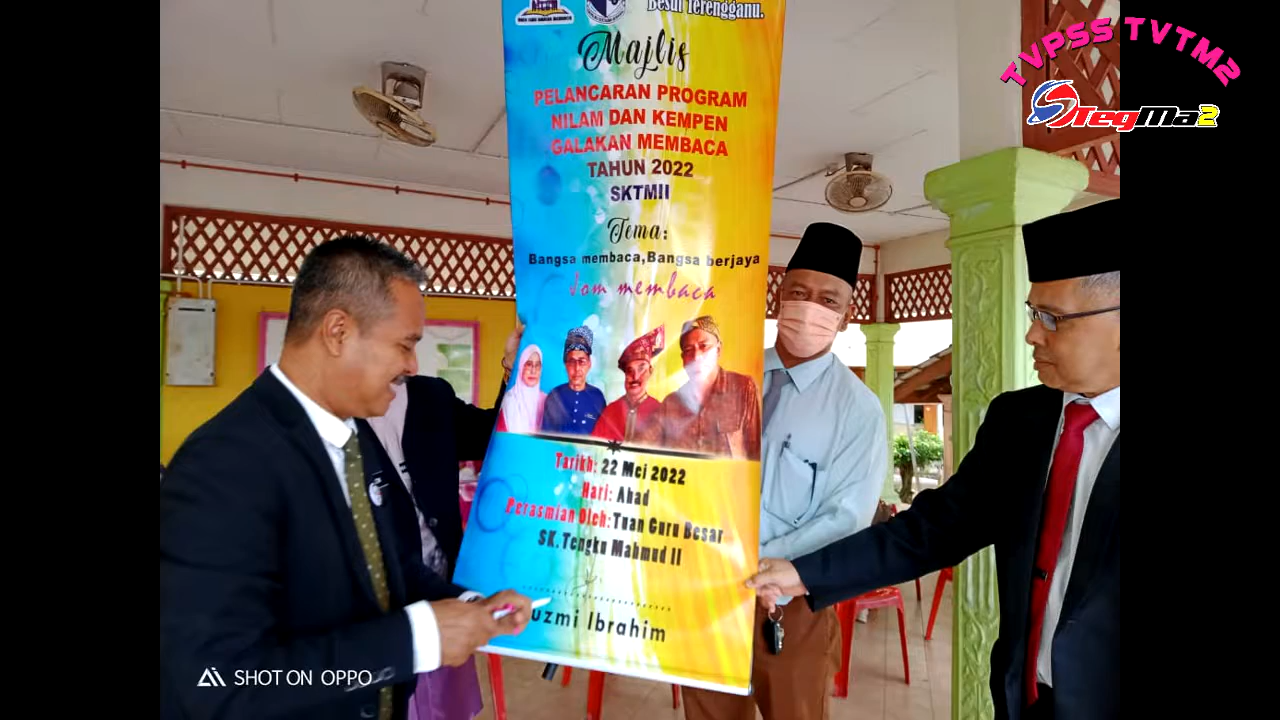 Besut Terengganu.
Majlis
PELANCARAN PROGRAM
NILAM DAN KEMPEN
GALAKAN MEMBACA
TAHUN 2022
SKTMII
Tema:
Bangsa membaca,Bangsa berjaya
Jom membaca
Tarikh: 22 Mei 2022
Hari: Ahad
Perasmian Oleh:Tuan Guru Besar
SK.Tengku Mahmud II
uzmi Ibrahim
TVPSS TVTM2
STegMa2
SHOT ON OPPO